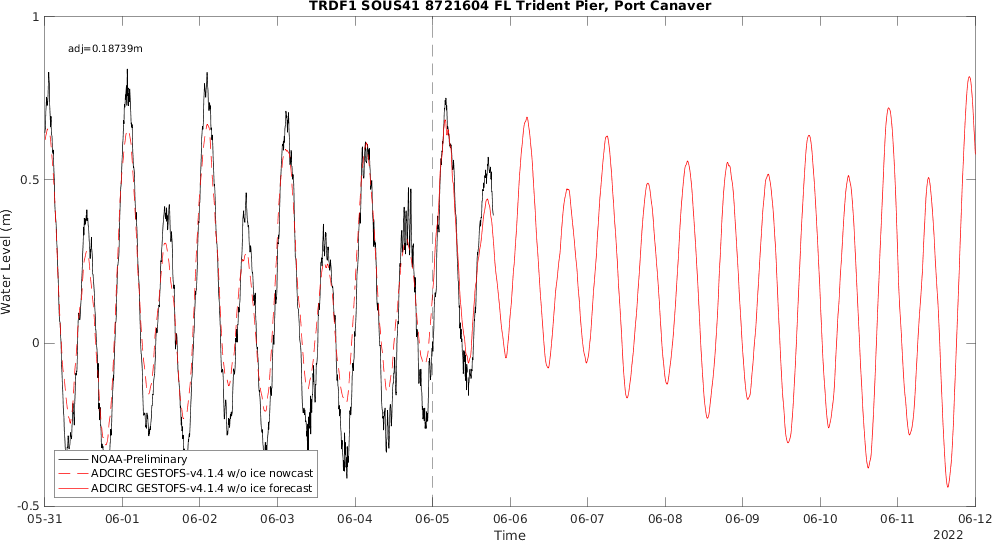 TRDF1 SOUS41 8721604 FL Trident Pier, Port Canaver
adj=0.18739m
Water Level (m)
1
0.5
0
-0.5
NOAA-Preliminary
ADCIRC GESTOFS-v4.1.4 w/o ice nowcast
ADCIRC GESTOFS-v4.1.4 w/o ice forecast
05-31 06-01 06-02 06-03 06-04 06-05 06-06 06-07 06-08 06-09 06-10 06-11 06-12
Time
2022